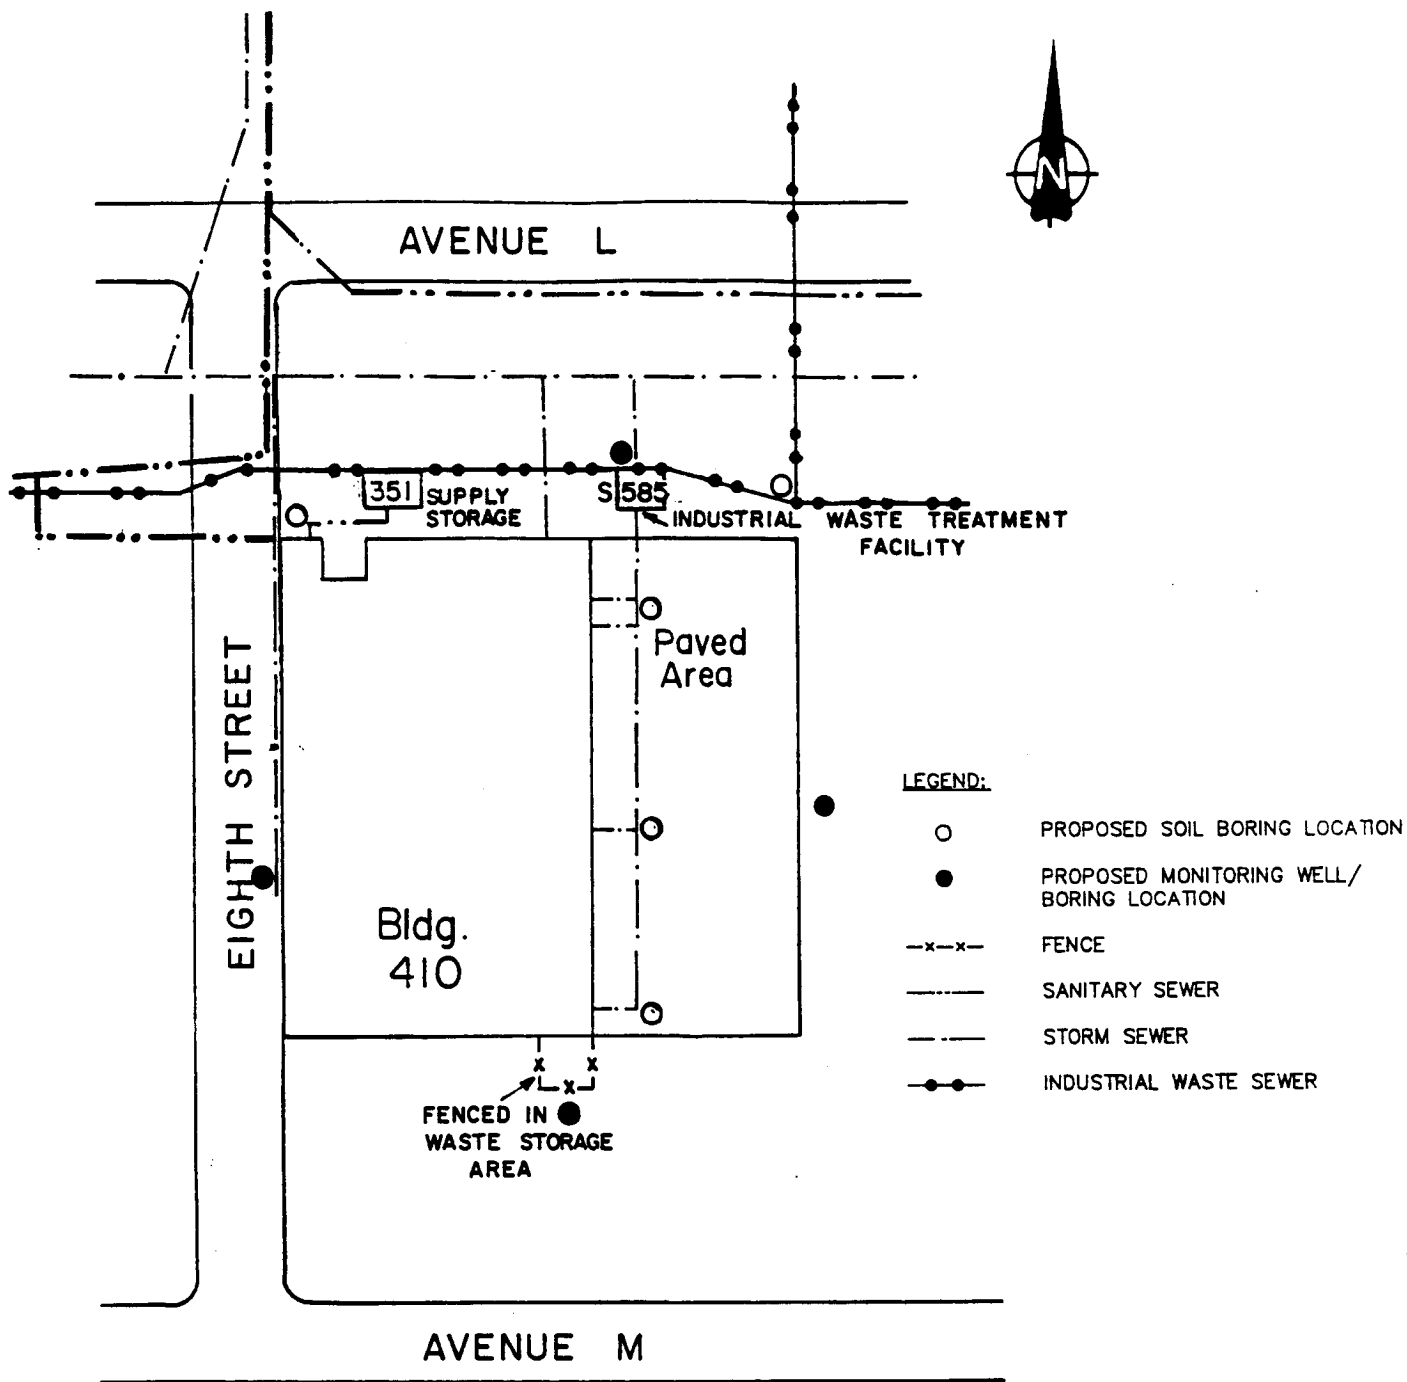 N
AVENUE L
351
SUPPLY
STORAGE
S 585
INDUSTRIAL WASTE TREATMENT
FACILITY
Paved
Area
EIGHTH STREET
Bldg.
410
FENCED IN
WASTE STORAGE
AREA
AVENUE M
LEGEND:
PROPOSED SOIL BORING LOCATION
PROPOSED MONITORING WELL/
BORING LOCATION
FENCE
SANITARY SEWER
STORM SEWER
INDUSTRIAL WASTE SEWER